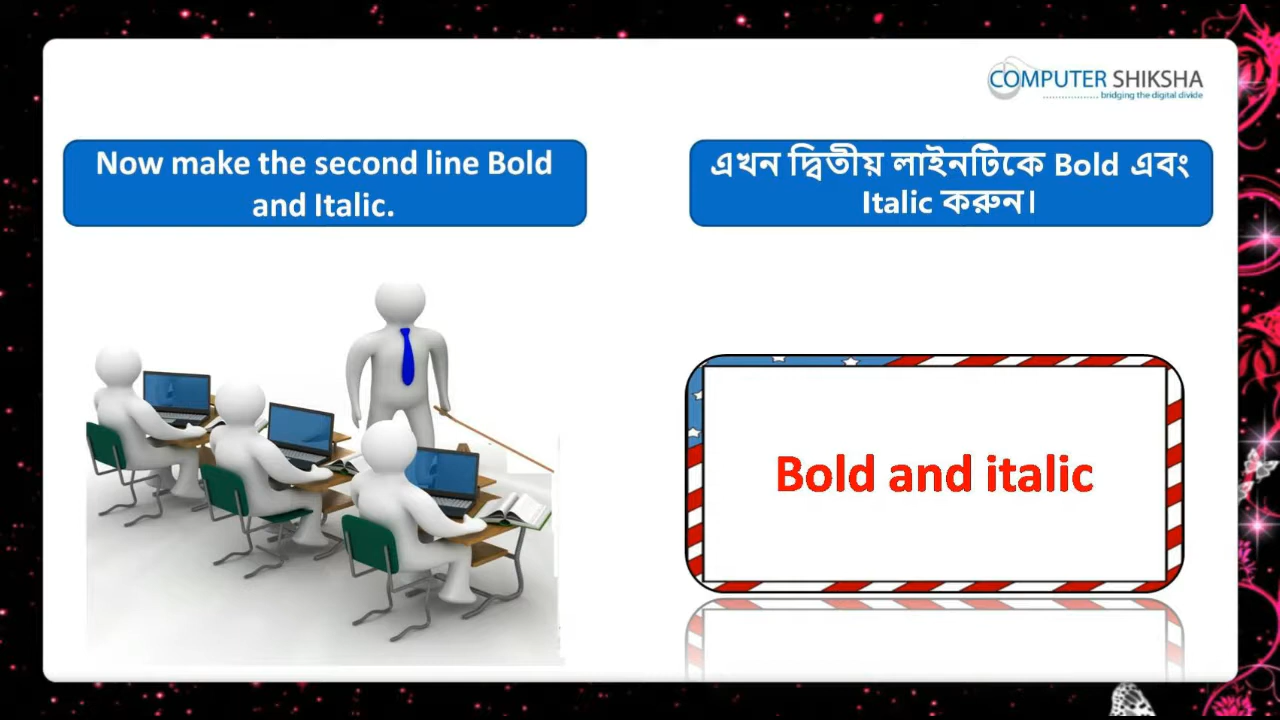 COMPUTER SHIKSHA
bridging the digital divide
Now make the second line Bold
and Italic.
এখন দ্বিতীয় লাইনটিকে Bold এবং
Italic করুন।
Bold and italic